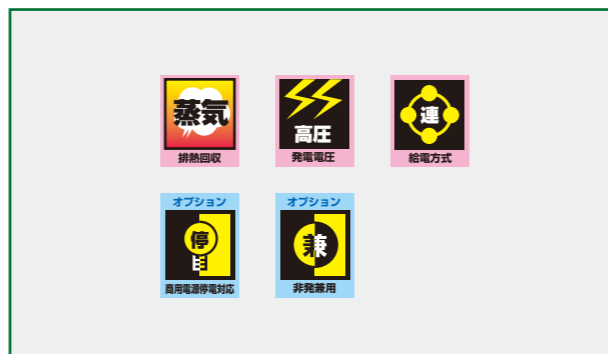 蒸気
排熱回収
高圧
発電電圧
連
給電方式
オプション
停
商用電源停電対応
オプション
兼
非発兼用